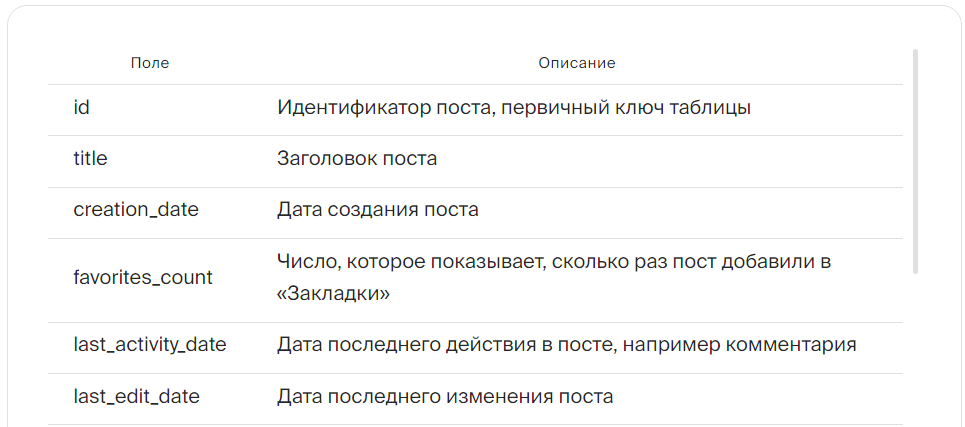 Поле Описание
id Идентификатор поста, первичный ключ таблицы
title Заголовок поста
creation_date Дата создания поста
favorites_count Число, которое показывает, сколько раз пост добавили в
«Закладки»
last_activity_date Дата последнего действия в посте, например комментария
last_edit_date Дата последнего изменения поста